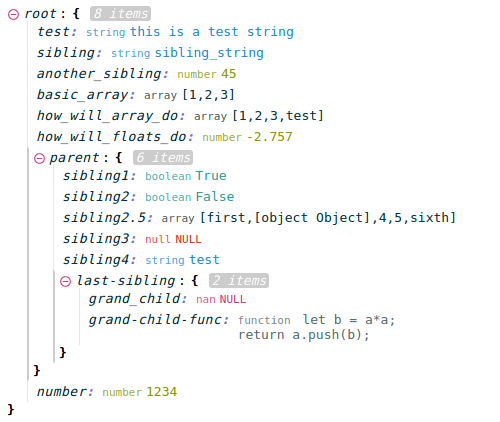 root: { 8 items
test: string this is a test string
sibling: string sibling_string
another_sibling: number 45
basic_array: array [1,2,3]
how_will_array_do: array [1,2,3,test]
how_will_floats_do: number -2.757
parent: { 6 items
sibling1: boolean True
sibling2: boolean False
sibling2.5: array [first,[object Object],4,5,sixth]
sibling3: null NULL
sibling4: string test
last-sibling: { 2 items
grand_child: nan NULL
grand-child-func: function let b = a*a;
return a.push(b);
}
}
number: number 1234
}